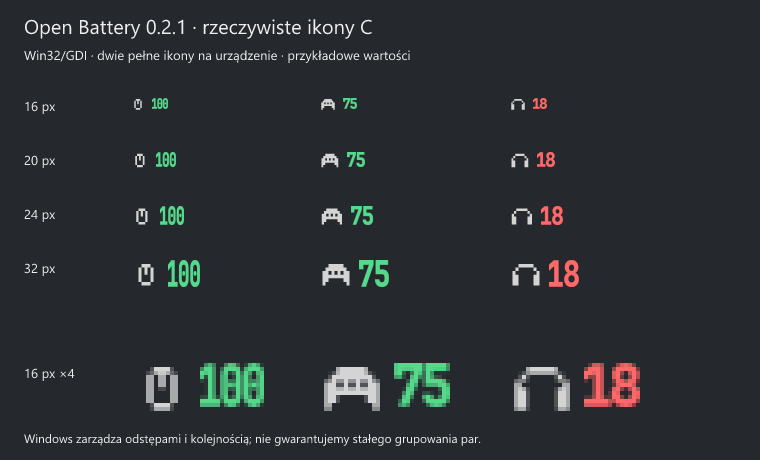 Open Battery 0.2.1 · rzeczywiste ikony C
Win32/GDI · dwie pełne ikony na urządzenie · przykładowe wartości
16 px 100 75 18
20 px 100 75 18
24 px 100 75 18
32 px 100 75 18
16 px ×4 100 75 18
Windows zarządza odstępami i kolejnością; nie gwarantujemy stałego grupowania par.